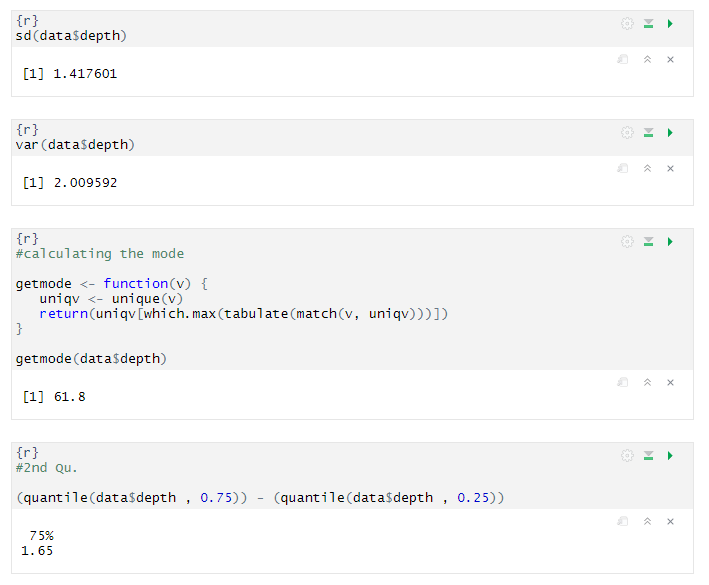 {r}
sd(data$depth)
[1] 1.417601
{r}
var(data$depth)
[1] 2.009592
{r}
#calculating the mode
getmode <- function(v) {
   uniqv <- unique(v)
   return(uniqv[which.max(tabulate(match(v, uniqv)))])
}
getmode(data$depth)
[1] 61.8
{r}
#2nd Qu.
(quantile(data$depth , 0.75)) - (quantile(data$depth , 0.25))
 75%
1.65